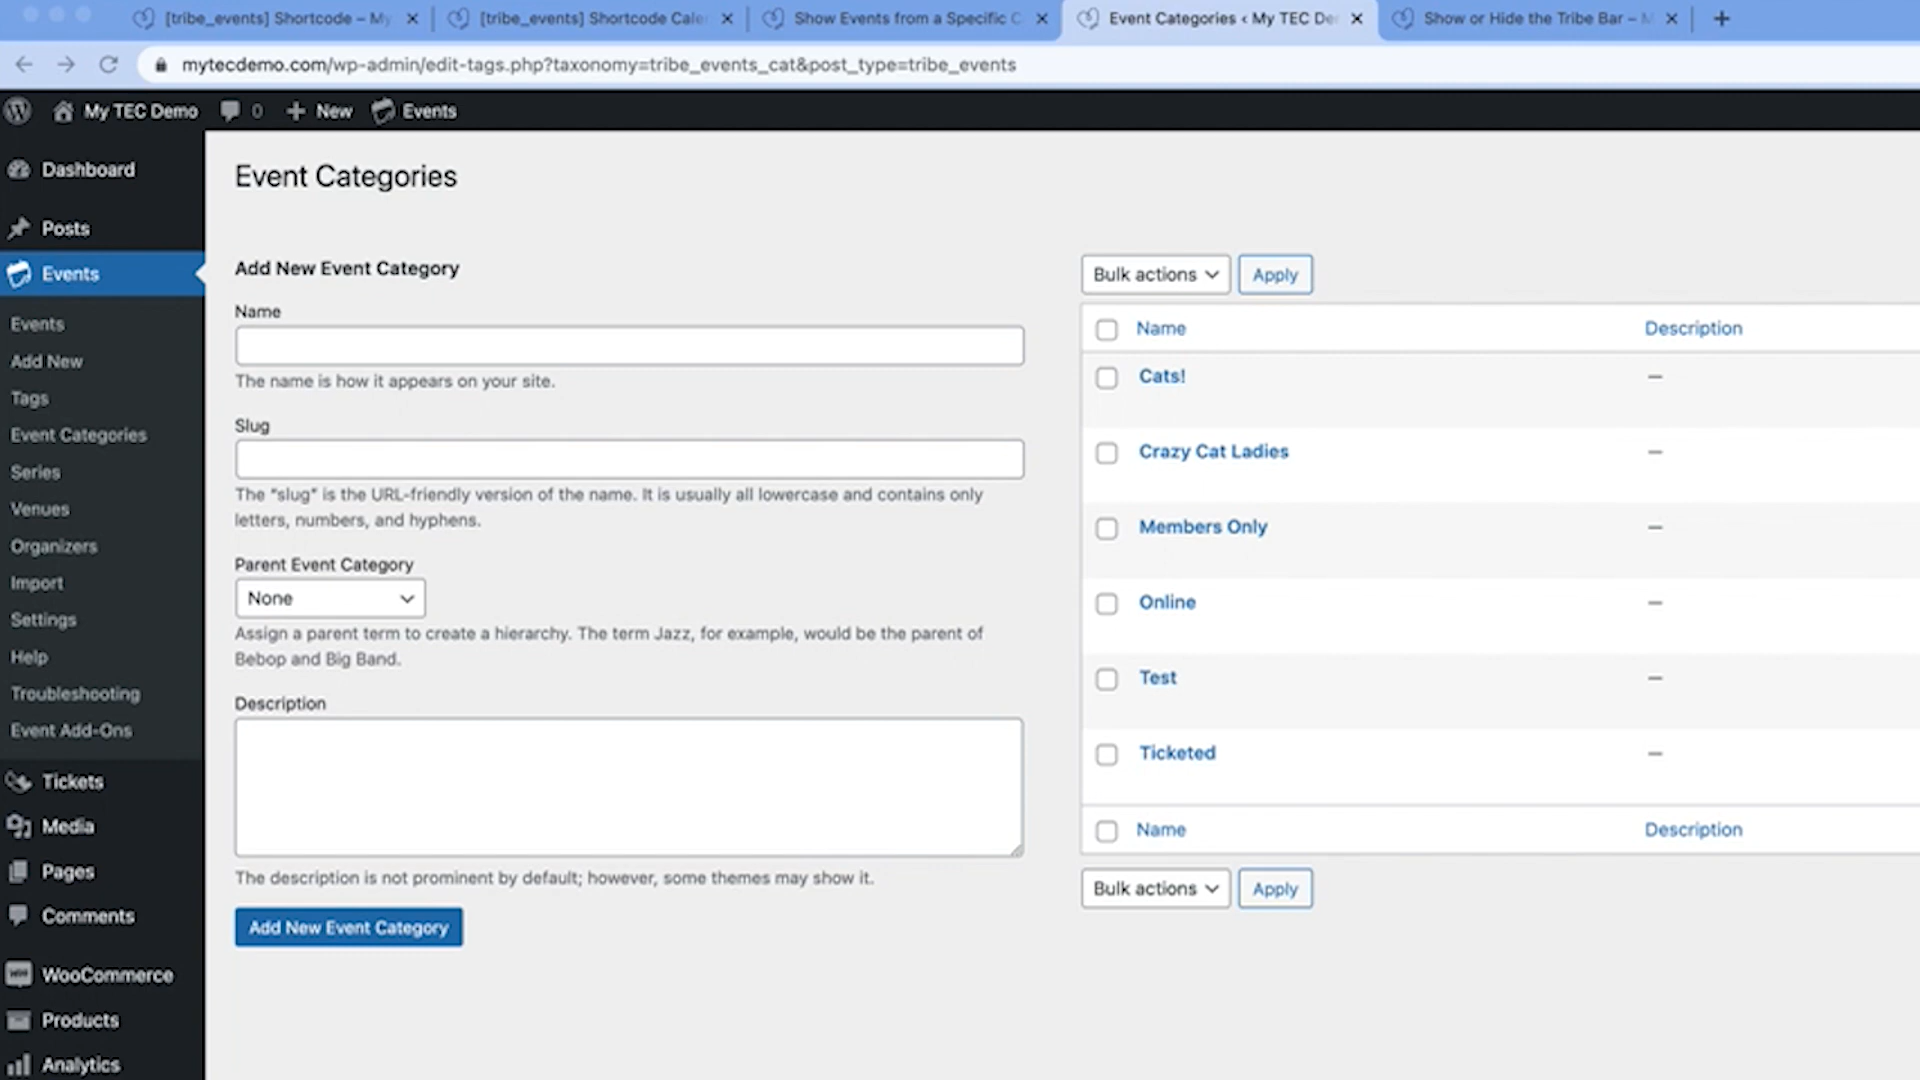 [tribe_events] Shortcode – My
[tribe_events] Shortcode Cale
Show Events from a Specific C
Event Categories ‹ My TEC De
Show or Hide the Tribe Bar – M
mytecdemo.com/wp-admin/edit-tags.php?taxonomy=tribe_events_cat&post_type=tribe_events
My TEC Demo
0
New
Events
Dashboard
Posts
Events
Events
Add New
Tags
Event Categories
Series
Venues
Organizers
Import
Settings
Help
Troubleshooting
Event Add-Ons
Tickets
Media
Pages
Comments
WooCommerce
Products
Analytics
Event Categories
Add New Event Category
Name
The name is how it appears on your site.
Slug
The “slug” is the URL-friendly version of the name. It is usually all lowercase and contains only
letters, numbers, and hyphens.
Parent Event Category
None
Assign a parent term to create a hierarchy. The term Jazz, for example, would be the parent of
Bebop and Big Band.
Description
The description is not prominent by default; however, some themes may show it.
Add New Event Category
Bulk actions Apply
Name Description
Cats! —
Crazy Cat Ladies —
Members Only —
Online —
Test —
Ticketed —
Name Description
Bulk actions Apply